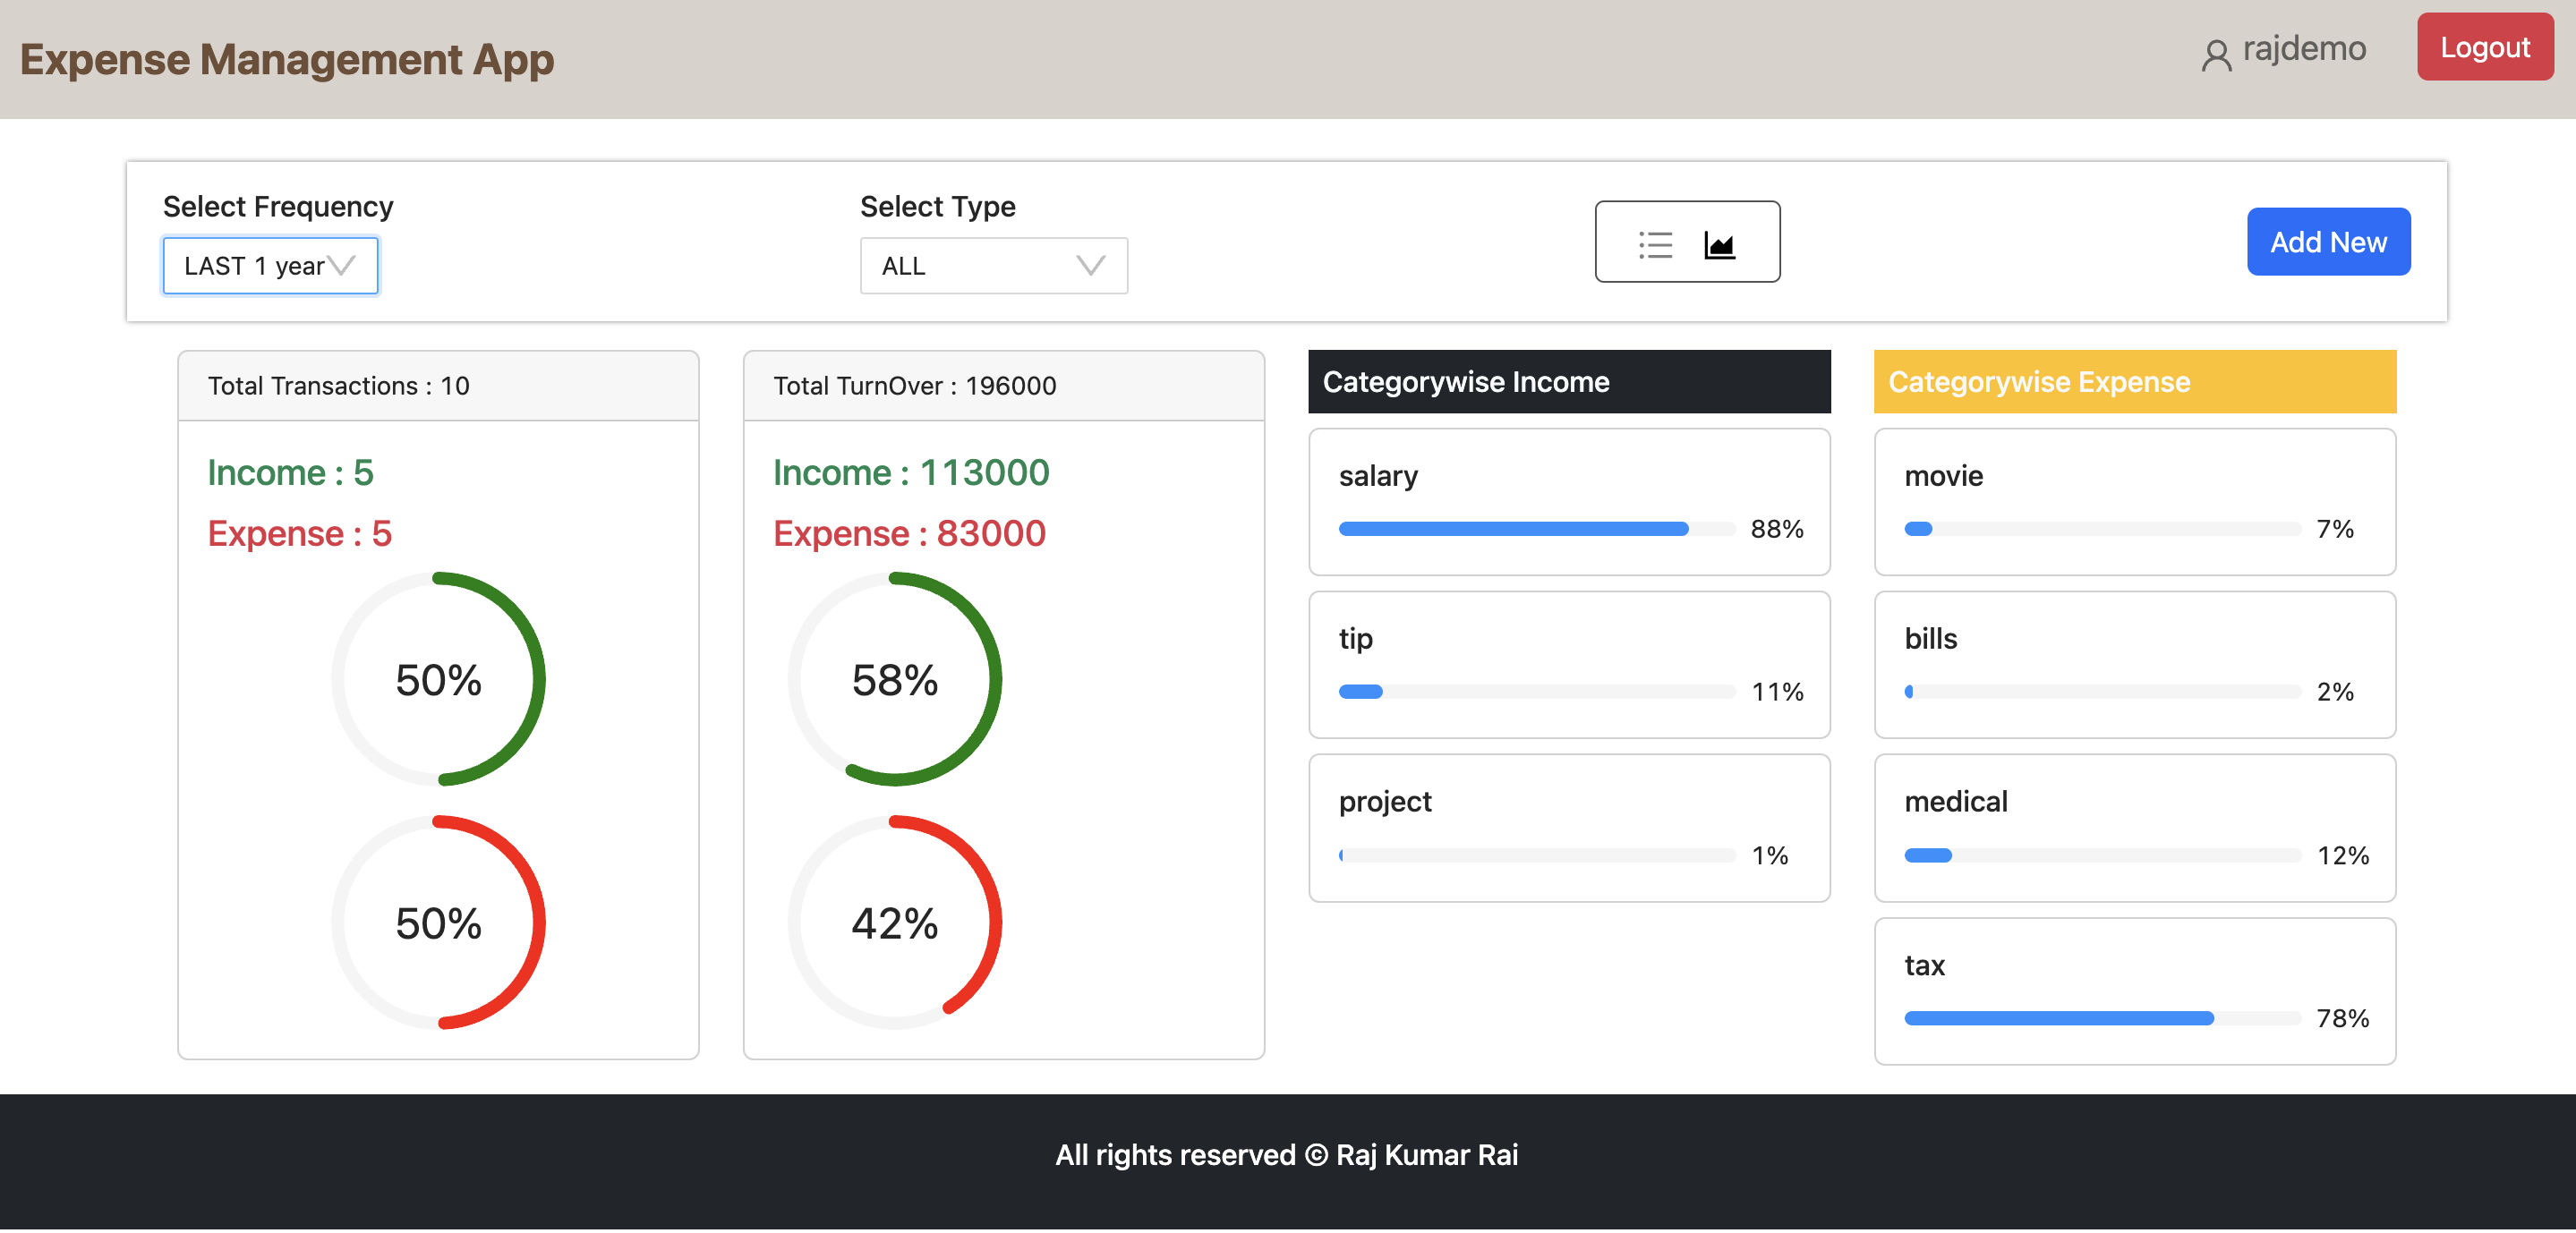 Expense Management App
rajdemo
Logout
Select Frequency
LAST 1 year
Select Type
ALL
Add New
Total Transactions : 10
Income : 5
Expense : 5
50%
50%
Total TurnOver : 196000
Income : 113000
Expense : 83000
58%
42%
Categorywise Income
salary
88%
tip
11%
project
1%
Categorywise Expense
movie
7%
bills
2%
medical
12%
tax
78%
All rights reserved © Raj Kumar Rai